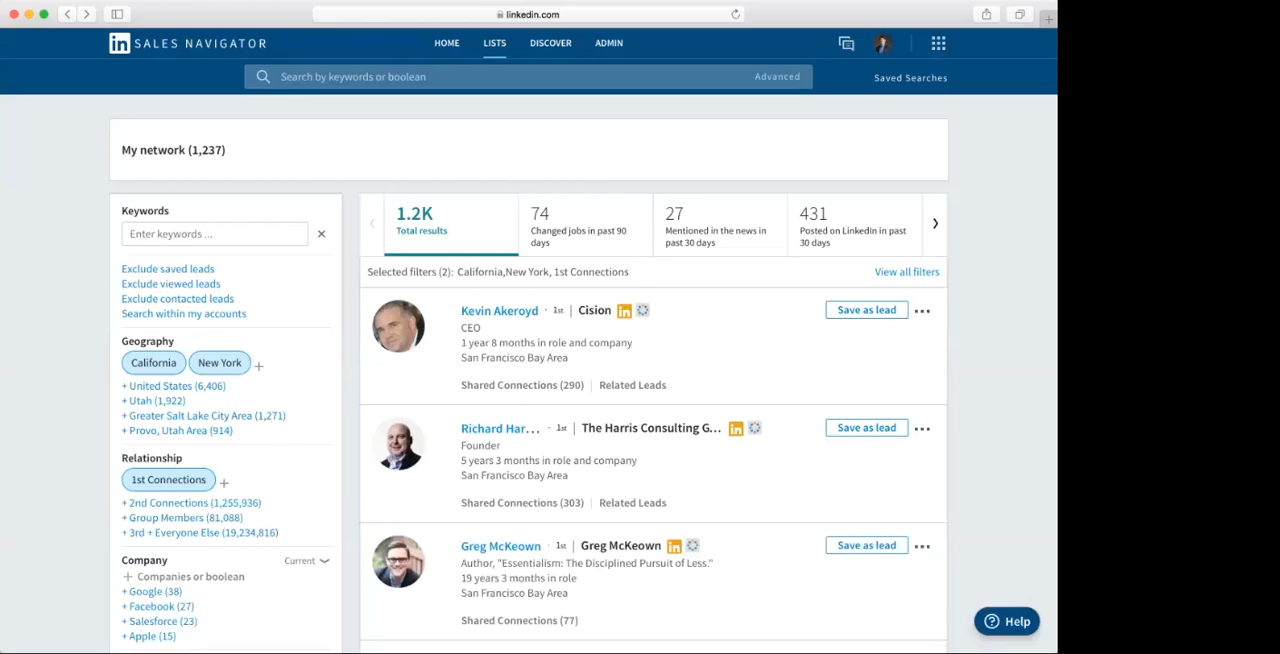 linkedin.com
in SALES NAVIGATOR
HOME LISTS DISCOVER ADMIN
Search by keywords or boolean Advanced
Saved Searches
My network (1,237)
Keywords
Enter keywords ...
Exclude saved leads
Exclude viewed leads
Exclude contacted leads
Search within my accounts
Geography
California New York +
+ United States (6,406)
+ Utah (1,922)
+ Greater Salt Lake City Area (1,271)
+ Provo, Utah Area (914)
Relationship
1st Connections +
+ 2nd Connections (1,255,936)
+ Group Members (81,088)
+ 3rd + Everyone Else (19,234,816)
Company Current
+ Companies or boolean
+ Google (38)
+ Facebook (27)
+ Salesforce (23)
+ Apple (15)
1.2K
Total results
74
Changed jobs in past 90
days
27
Mentioned in the news in
past 30 days
431
Posted on LinkedIn in past
30 days
Selected filters (2): California,New York, 1st Connections View all filters
Kevin Akeroyd · 1st | Cision in
CEO
1 year 8 months in role and company
San Francisco Bay Area
Shared Connections (290) | Related Leads
Save as lead ...
Richard Har... · 1st | The Harris Consulting G... in
Founder
5 years 3 months in role and company
San Francisco Bay Area
Shared Connections (303) | Related Leads
Save as lead ...
Greg McKeown · 1st | Greg McKeown in
Author, "Essentialism: The Disciplined Pursuit of Less."
19 years 3 months in role
San Francisco Bay Area
Shared Connections (77)
Save as lead ...
? Help